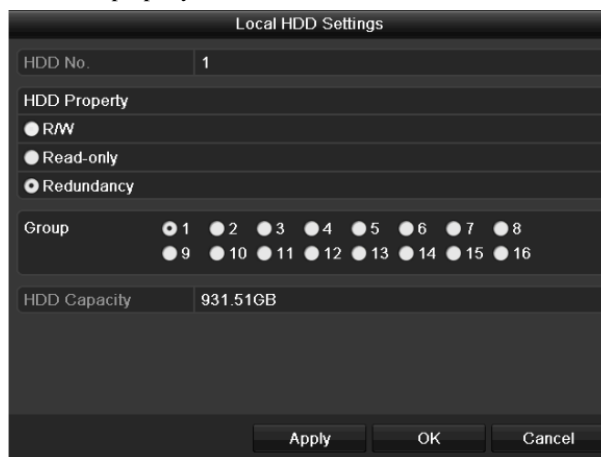 Local HDD Settings
HDD No. 1
HDD Property
R/W
Read-only
Redundancy
Group 1 2 3 4 5 6 7 8
9 10 11 12 13 14 15 16
HDD Capacity 931.51GB
Apply OK Cancel